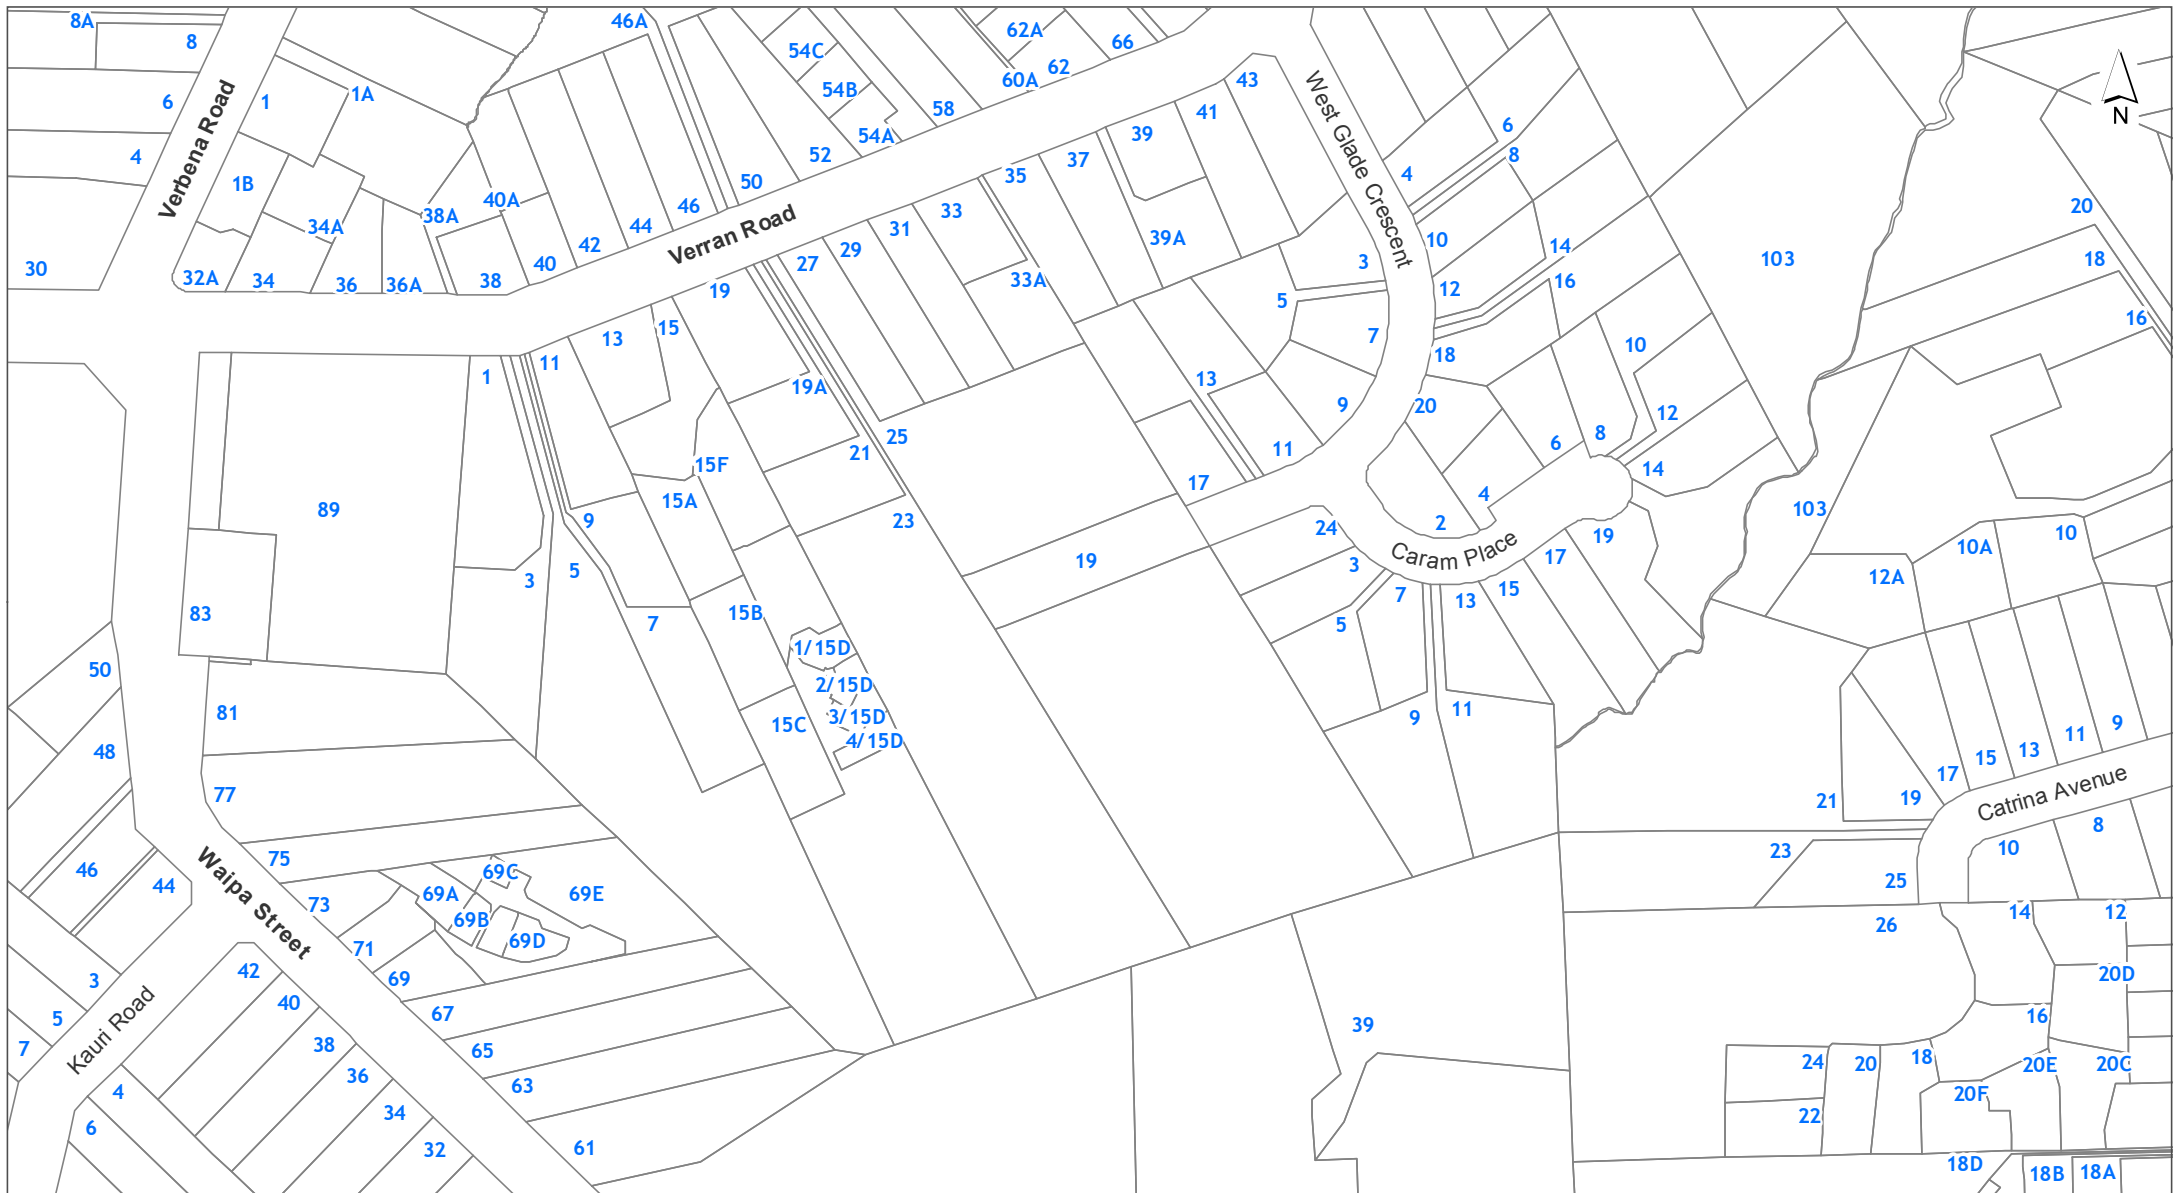 8A
8
6
4
30
Verbena Road
1
1A
1B
34A
32A
34
36
36A
38A
38
40A
40
42
44
46
46A
50
52
54C
54B
54A
58
60A
62A
62
66
Verran Road
43
41
39
39A
37
35
33
33A
31
29
27
19
19A
15
13
11
1
West Glade Crescent
4
6
8
10
12
14
16
18
20
3
5
7
9
11
13
17
19
24
103
103
20
18
16
N
10
12
8
6
14
4
2
Caram Place
3
5
7
9
11
13
15
17
19
25
21
23
15F
15A
15B
15C
1/15D
2/15D
3/15D
4/15D
9
5
3
7
89
83
81
77
75
73
71
69
69A
69B
69C
69D
69E
67
65
63
61
50
48
46
44
Waipa Street
42
40
38
36
34
32
3
5
7
Kauri Road
4
6
39
12A
10A
10
21
19
17
15
13
11
9
Catrina Avenue
8
10
23
25
26
14
12
20D
16
20E
20C
24
20
18
20F
22
18D
18B
18A